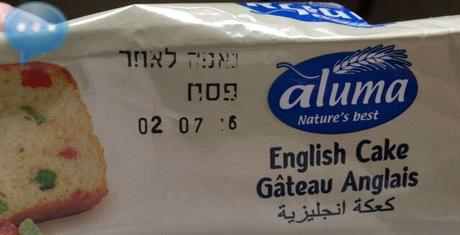 נאפה לאחר
פסח
02 07 16
aluma
Nature's best
English Cake
Gâteau Anglais
كعكة انجليزية